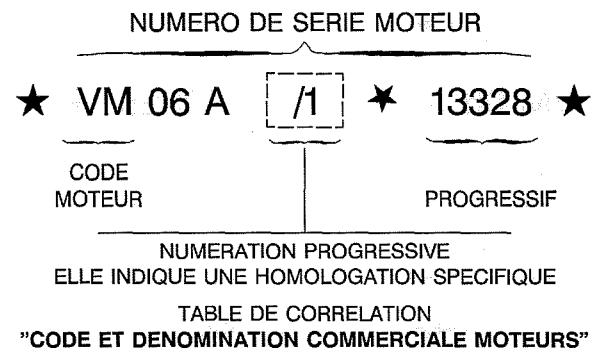 NUMERO DE SERIE MOTEUR
★ VM 06 A /1 ★ 13328 ★
CODE
MOTEUR
PROGRESSIF
NUMERATION PROGRESSIVE
ELLE INDIQUE UNE HOMOLOGATION SPECIFIQUE
TABLE DE CORRELATION
"CODE ET DENOMINATION COMMERCIALE MOTEURS"